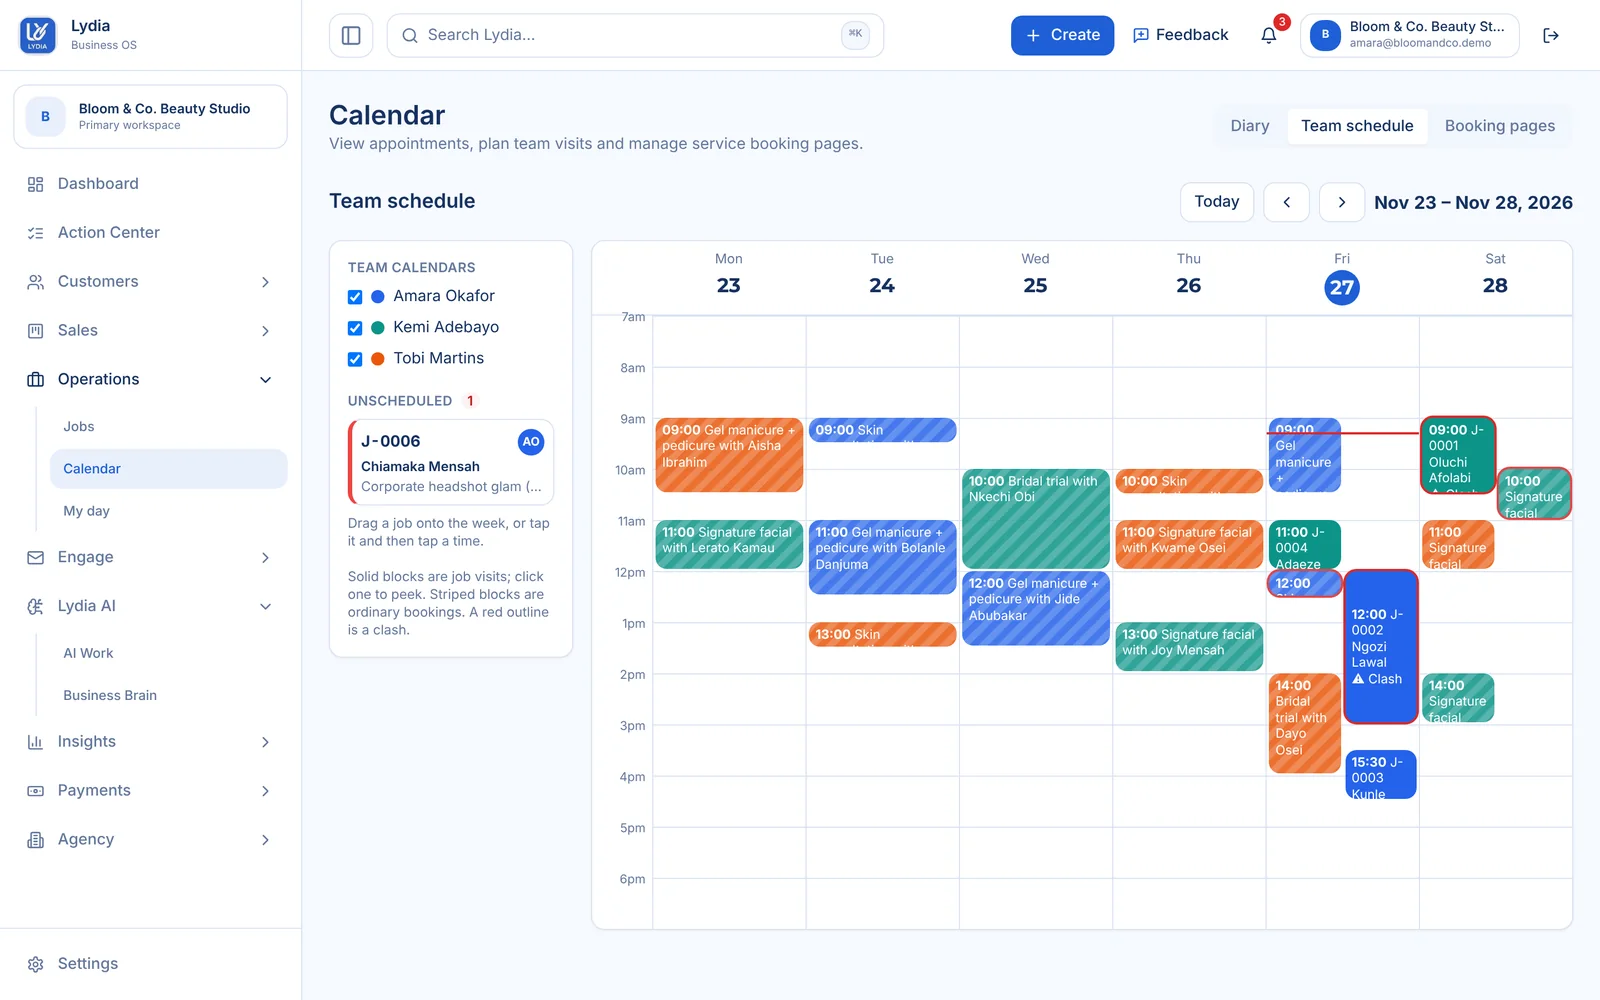 LYDIA
Lydia
Business OS
Search Lydia...
⌘K
+ Create
Feedback
3
B
Bloom & Co. Beauty St...
amara@bloomandco.demo
B
Bloom & Co. Beauty Studio
Primary workspace
Dashboard
Action Center
Customers
Sales
Operations
Jobs
Calendar
My day
Engage
Lydia AI
AI Work
Business Brain
Insights
Payments
Agency
Settings
Calendar
View appointments, plan team visits and manage service booking pages.
Diary
Team schedule
Booking pages
Team schedule
Today
Nov 23 – Nov 28, 2026
TEAM CALENDARS
Amara Okafor
Kemi Adebayo
Tobi Martins
UNSCHEDULED 1
J-0006
AO
Chiamaka Mensah
Corporate headshot glam (...
Drag a job onto the week, or tap
it and then tap a time.
Solid blocks are job visits; click
one to peek. Striped blocks are
ordinary bookings. A red outline
is a clash.
Mon
23
Tue
24
Wed
25
Thu
26
Fri
27
Sat
28
7am
8am
9am
10am
11am
12pm
1pm
2pm
3pm
4pm
5pm
6pm
09:00 Gel manicure +
pedicure with Aisha
Ibrahim
11:00 Signature facial
with Lerato Kamau
09:00 Skin
11:00 Gel manicure +
pedicure with Bolanle
Danjuma
13:00 Skin
10:00 Bridal trial with
Nkechi Obi
12:00 Gel manicure +
pedicure with Jide
Abubakar
10:00 Skin
11:00 Signature facial
with Kwame Osei
13:00 Signature facial
with Joy Mensah
09:00
Gel
manicure
+
11:00 J-
0004
Adaeze
12:00
12:00 J-
0002
Ngozi
Lawal
Clash
14:00
Bridal
trial with
Dayo
Osei
15:30 J-
0003
Kunle
09:00 J-
0001
Oluchi
Afolabi
10:00
Signature
facial
11:00
Signature
facial
14:00
Signature
facial